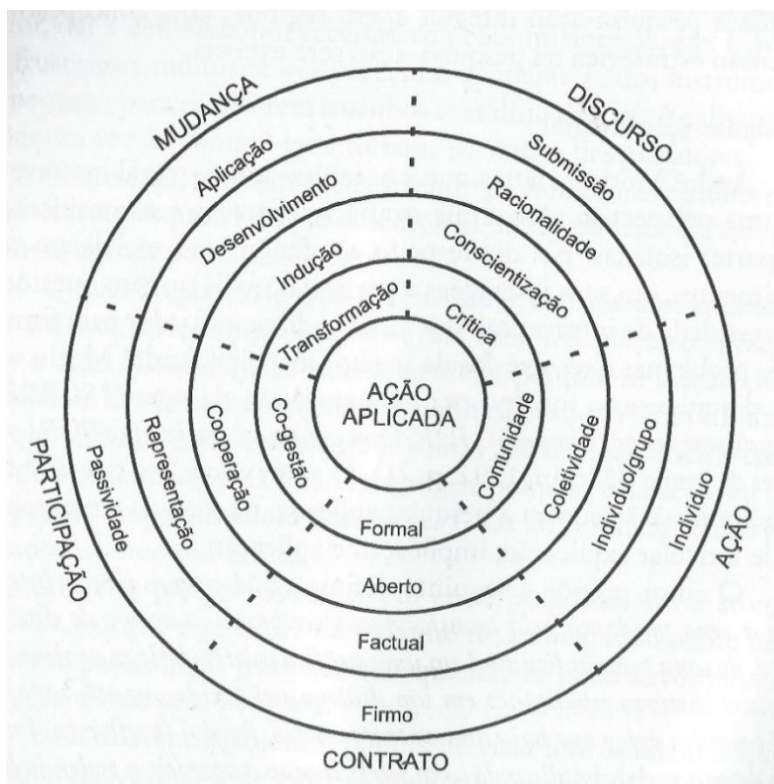 MUDANÇA
DISCURSO
Aplicação
Submissão
Desenvolvimento
Racionalidade
Indução
Conscientização
Transformação
Crítica
AÇÃO
APLICADA
PARTICIPAÇÃO
Passividade
Representação
Cooperação
Co-gestão
Comunidade
Coletividade
Indivíduo/grupo
Indivíduo
AÇÃO
Formal
Aberto
Factual
Firmo
CONTRATO